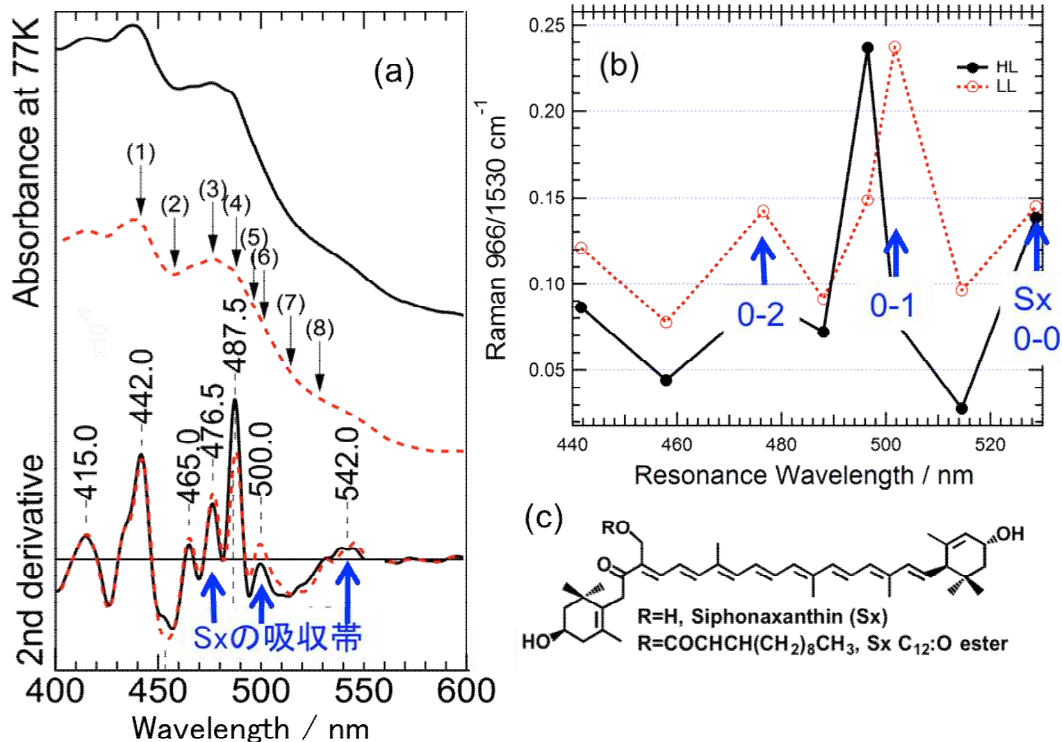 (a)
Absorbance at 77K
(1)
(2)
(3)
(4)
(5)
(6)
(7)
(8)
2nd derivative
415.0
442.0
465.0
476.5
487.5
500.0
542.0
Sxの吸収帯
400
450
500
550
600
Wavelength / nm
(b)
Raman 966/1530 cm⁻¹
0.25
0.20
0.15
0.10
0.05
HL
LL
0-2
0-1
Sx
0-0
440
460
480
500
520
Resonance Wavelength / nm
(c)
RO
O
OH
HO
R=H, Siphonaxanthin (Sx)
R=COCHCH(CH₂)₈CH₃, Sx C₁₂:O ester